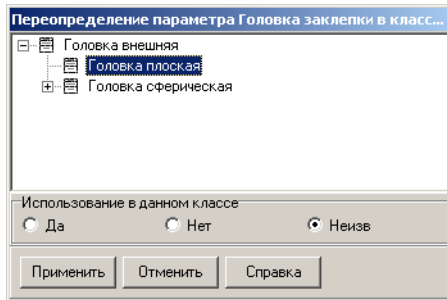 Переопределение параметра Головка заклепки в класс...
Головка внешняя
Головка плоская
Головка сферическая
Использование в данном классе
Да Нет Неизв
Применить Отменить Справка